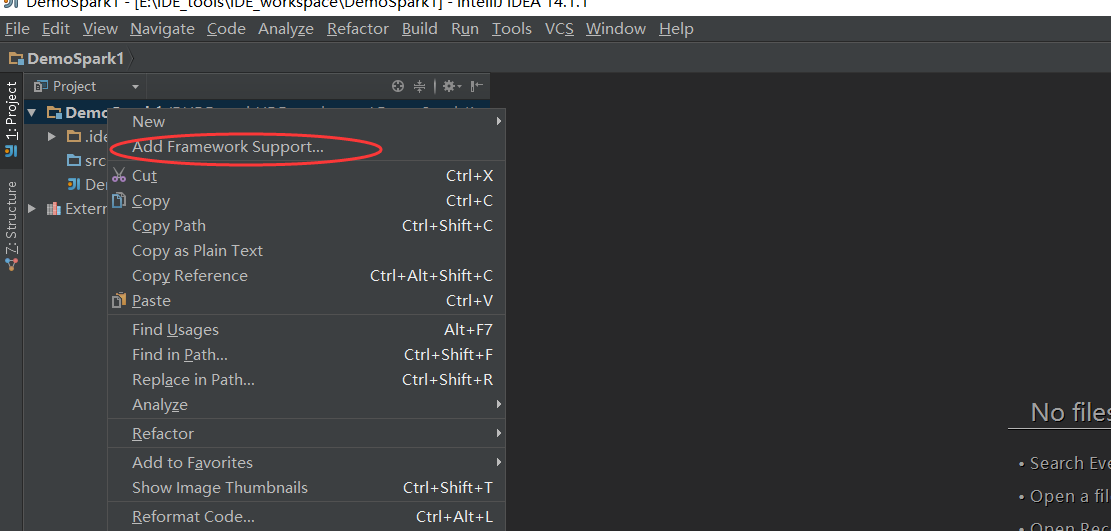 DemoSpark1 - [E:\IDE_tools\IDE_workspace\DemoSpark1] - IntelliJ IDEA 14.1.1
File Edit View Navigate Code Analyze Refactor Build Run Tools VCS Window Help
DemoSpark1
1: Project
Z: Structure
Project
Demo
.ide
src
De
Extern
New
Add Framework Support...
Cut Ctrl+X
Copy Ctrl+C
Copy Path Ctrl+Shift+C
Copy as Plain Text
Copy Reference Ctrl+Alt+Shift+C
Paste Ctrl+V
Find Usages Alt+F7
Find in Path... Ctrl+Shift+F
Replace in Path... Ctrl+Shift+R
Analyze
Refactor
Add to Favorites
Show Image Thumbnails Ctrl+Shift+T
Reformat Code... Ctrl+Alt+L
No files
• Search Eve
• Open a fil
• Open Rec